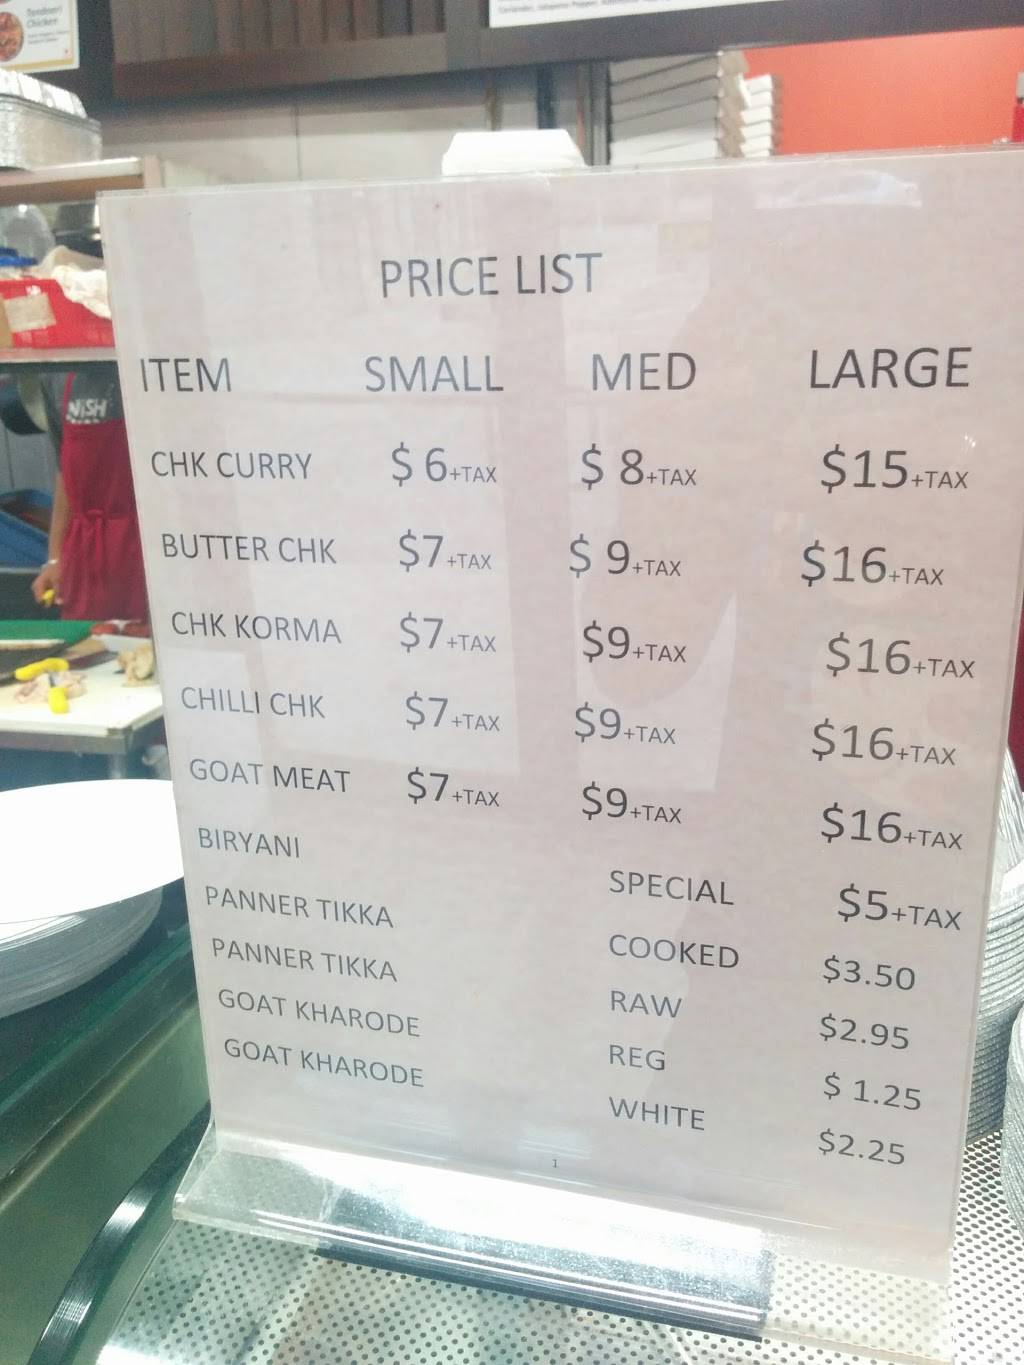 Tandoori
Chicken
PRICE LIST
ITEM SMALL MED LARGE
CHK CURRY $ 6+TAX $ 8+TAX $15+TAX
BUTTER CHK $7+TAX $ 9+TAX $16+TAX
CHK KORMA $7+TAX $9+TAX $16+TAX
CHILLI CHK $7+TAX $9+TAX $16+TAX
GOAT MEAT $7+TAX $9+TAX $16+TAX
BIRYANI SPECIAL $5+TAX
PANNER TIKKA COOKED $3.50
PANNER TIKKA RAW $2.95
GOAT KHARODE REG $ 1.25
GOAT KHARODE WHITE $2.25
1